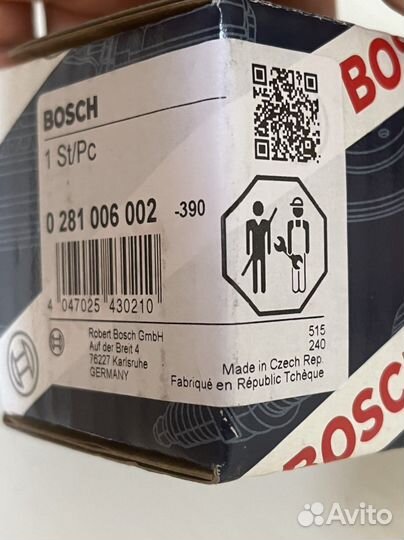 BOSCH
1 St/Pc
0 281 006 002 -390
4 047025 430210
Robert Bosch GmbH
Auf der Breit 4
76227 Karlsruhe
GERMANY
515
240
Made in Czech Rep.
Fabriqué en République Tchèque
BOSCH
BOSCH
Avito